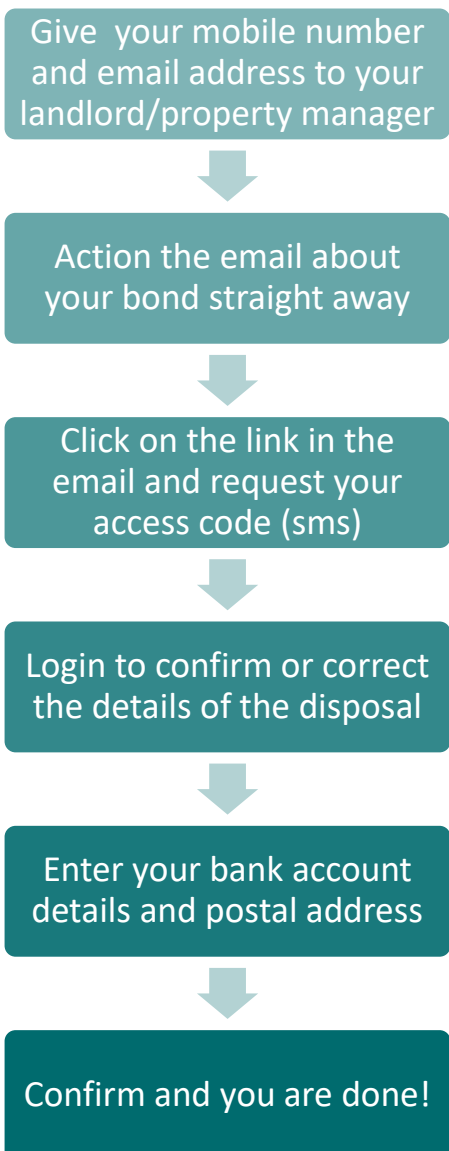 Give  your mobile number
and email address to your
landlord/property manager
Action the email about
your bond straight away
Click on the link in the
email and request your
access code (sms)
Login to confirm or correct
the details of the disposal
Enter your bank account
details and postal address
Confirm and you are done!